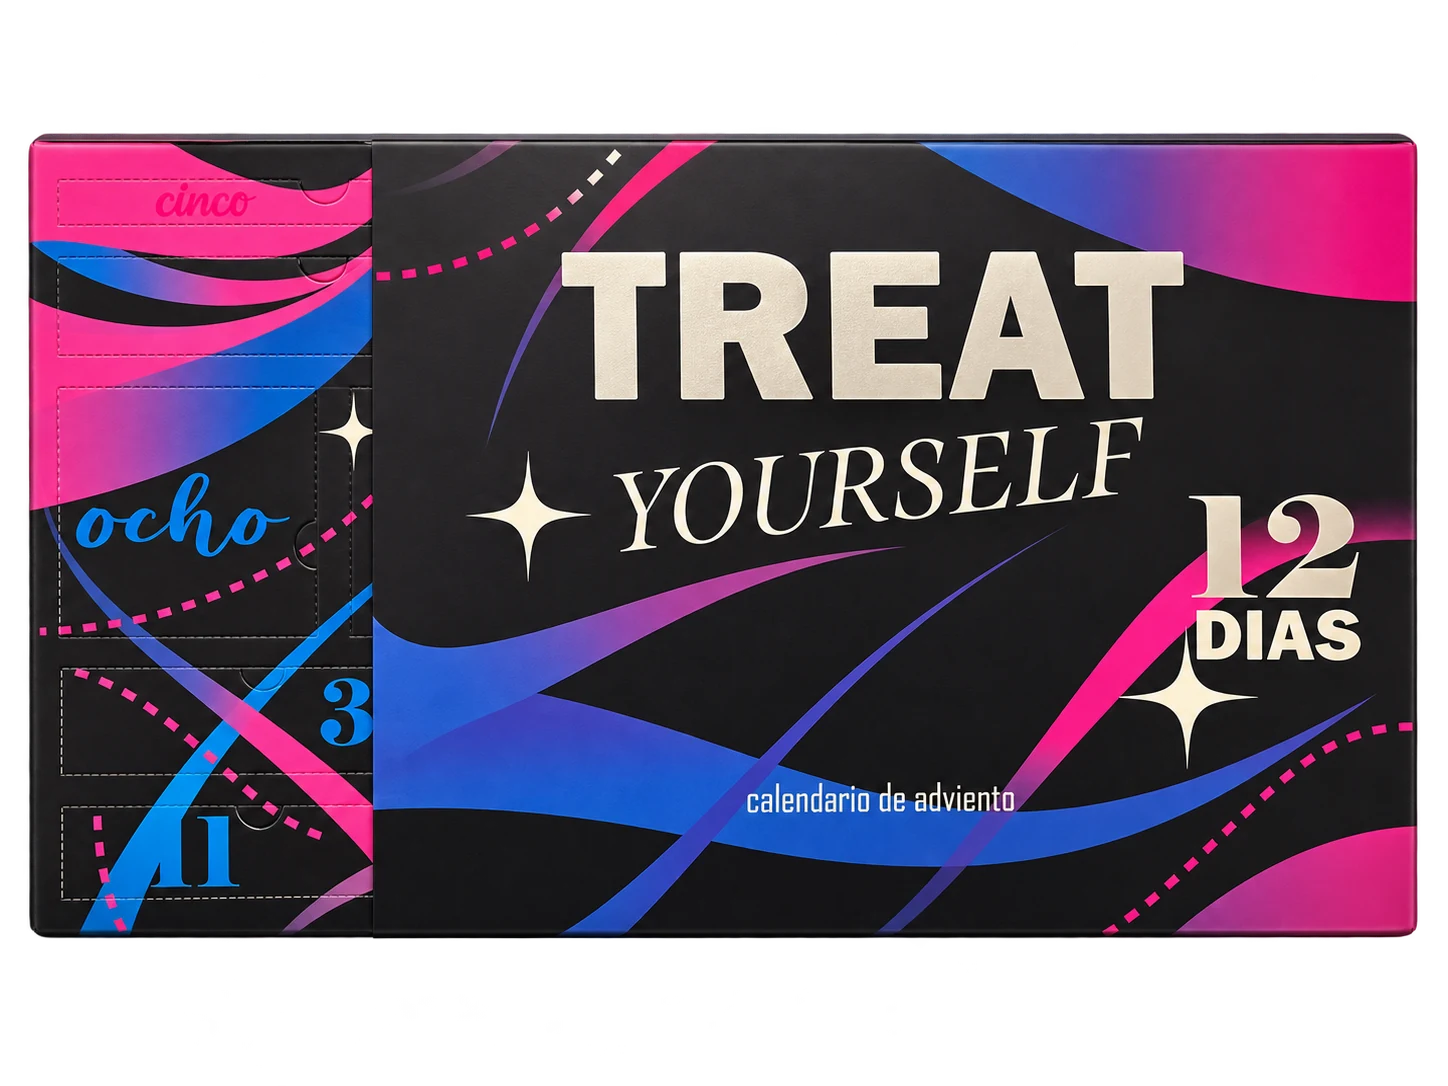 cinco
ocho
3
11
TREAT
YOURSELF
12
DIAS
calendario de adviento